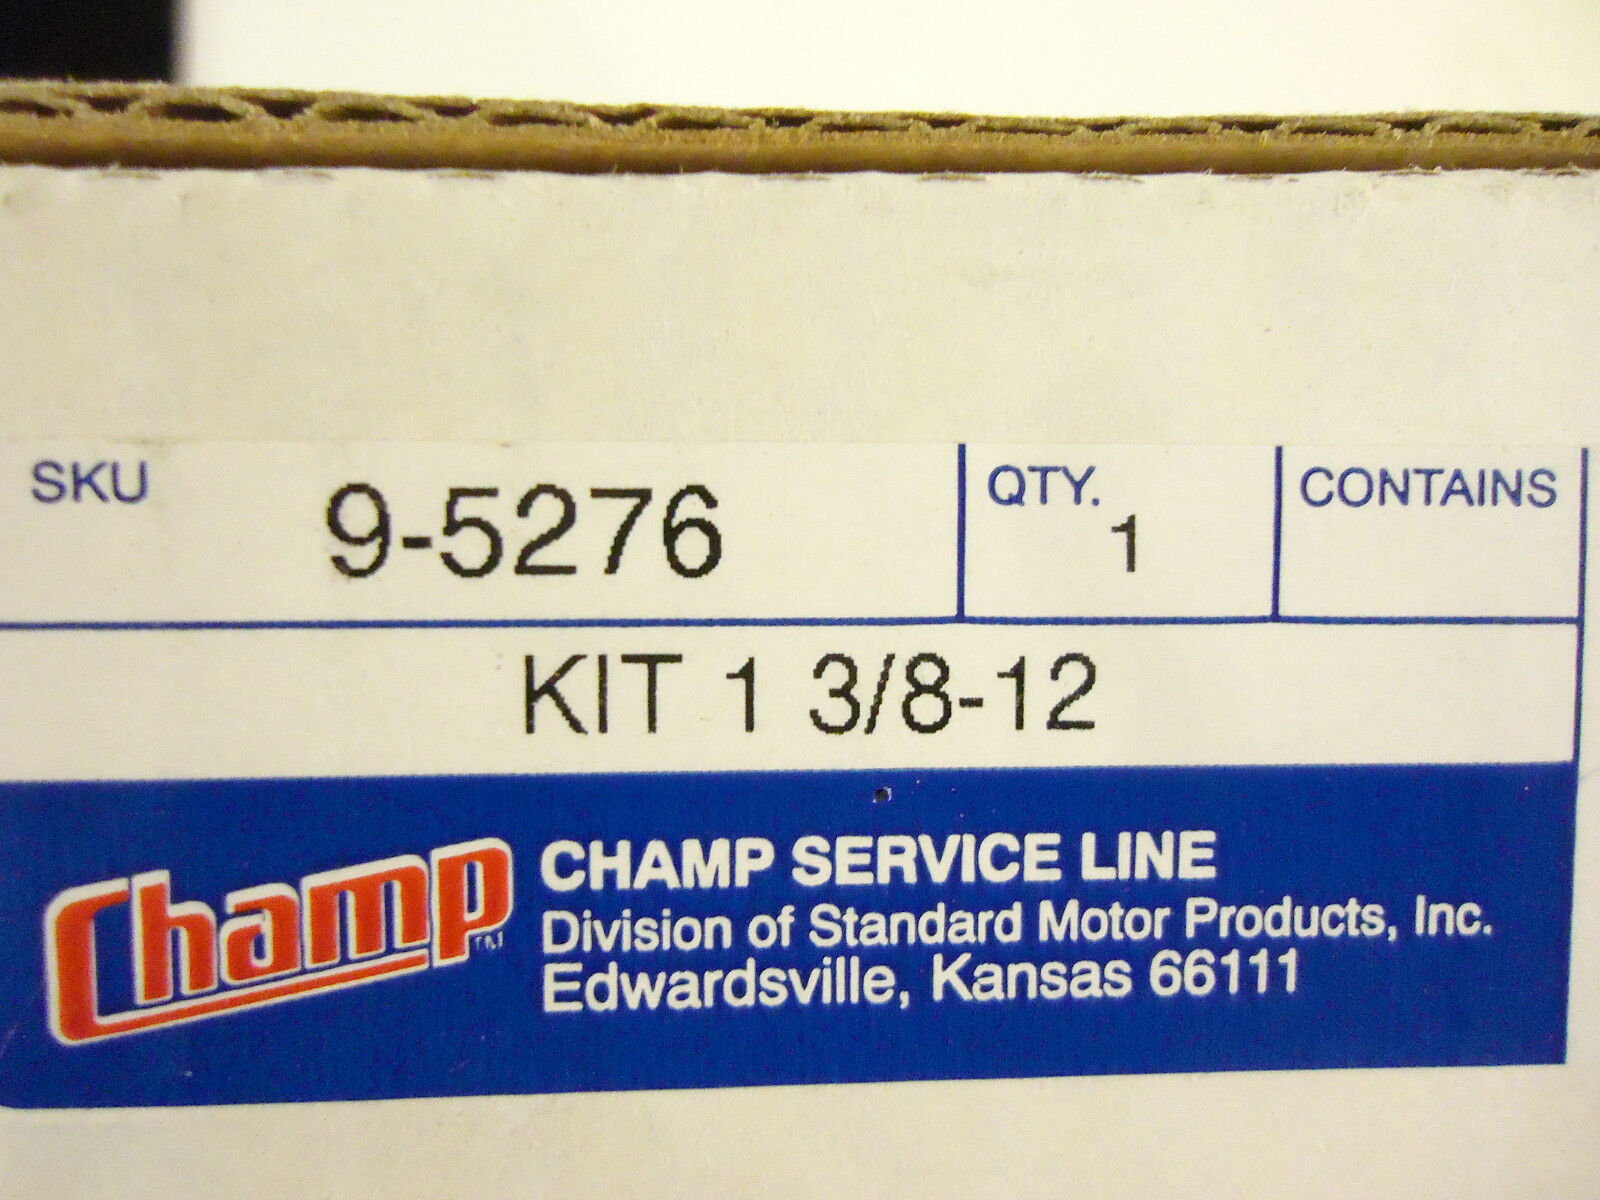 SKU 9-5276 QTY. 1 CONTAINS
KIT 1 3/8-12
Champ™
CHAMP SERVICE LINE
Division of Standard Motor Products, Inc.
Edwardsville, Kansas 66111